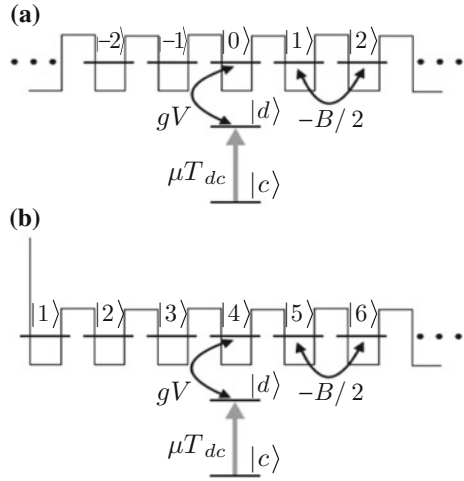 (a)
|-2⟩ |-1⟩ |0⟩ |1⟩ |2⟩
gV |d⟩ -B/2
μT_dc |c⟩
(b)
|1⟩ |2⟩ |3⟩ |4⟩ |5⟩ |6⟩
gV |d⟩ -B/2
μT_dc |c⟩